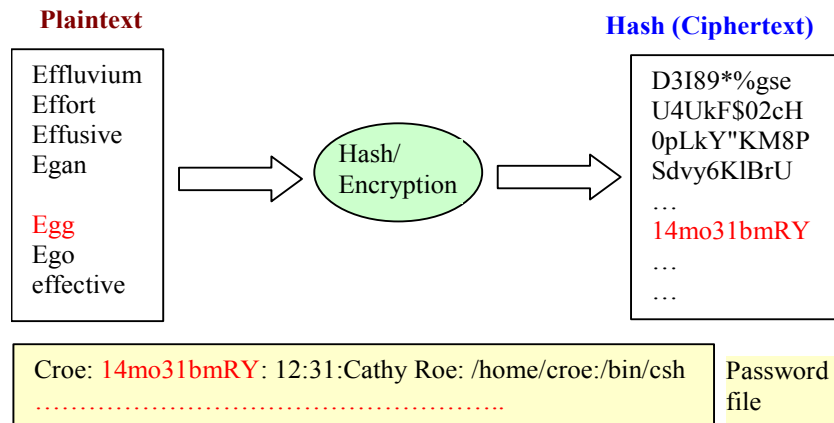 Plaintext
Hash (Ciphertext)
Effluvium
Effort
Effusive
Egan
Egg
Ego
effective
Hash/
Encryption
D3I89*%gse
U4UkF$02cH
0pLkY"KM8P
Sdvy6KlBrU
…
14mo31bmRY
…
…
Croe: 14mo31bmRY: 12:31:Cathy Roe: /home/croe:/bin/csh
…………………………………………………..
Password
file